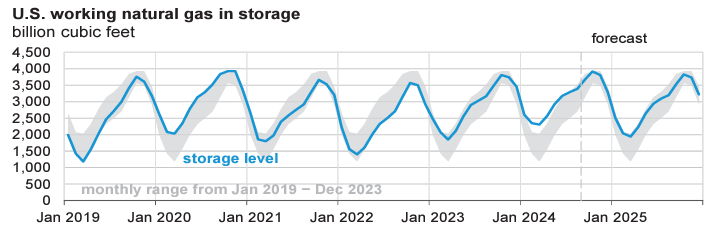 U.S. working natural gas in storage
billion cubic feet
forecast
4,500
4,000
3,500
3,000
2,500
2,000
1,500
1,000
500
0
storage level
monthly range from Jan 2019 − Dec 2023
Jan 2019 Jan 2020 Jan 2021 Jan 2022 Jan 2023 Jan 2024 Jan 2025